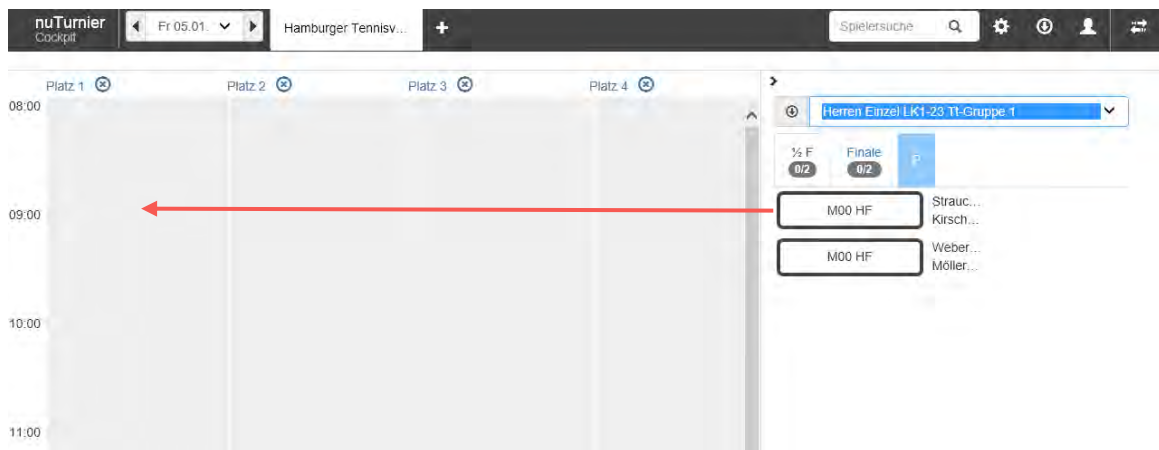 nuTurnier
Cockpit
Fr 05.01.
Hamburger Tennisv...
Spielersuche
Platz 1
Platz 2
Platz 3
Platz 4
08:00
Herren Einzel LK1-23 Tt-Gruppe 1
½ F
Finale
P
0/2
0/2
09:00
M00 HF
Strauc...
Kirsch...
M00 HF
Weber...
Möller...
10:00
11:00